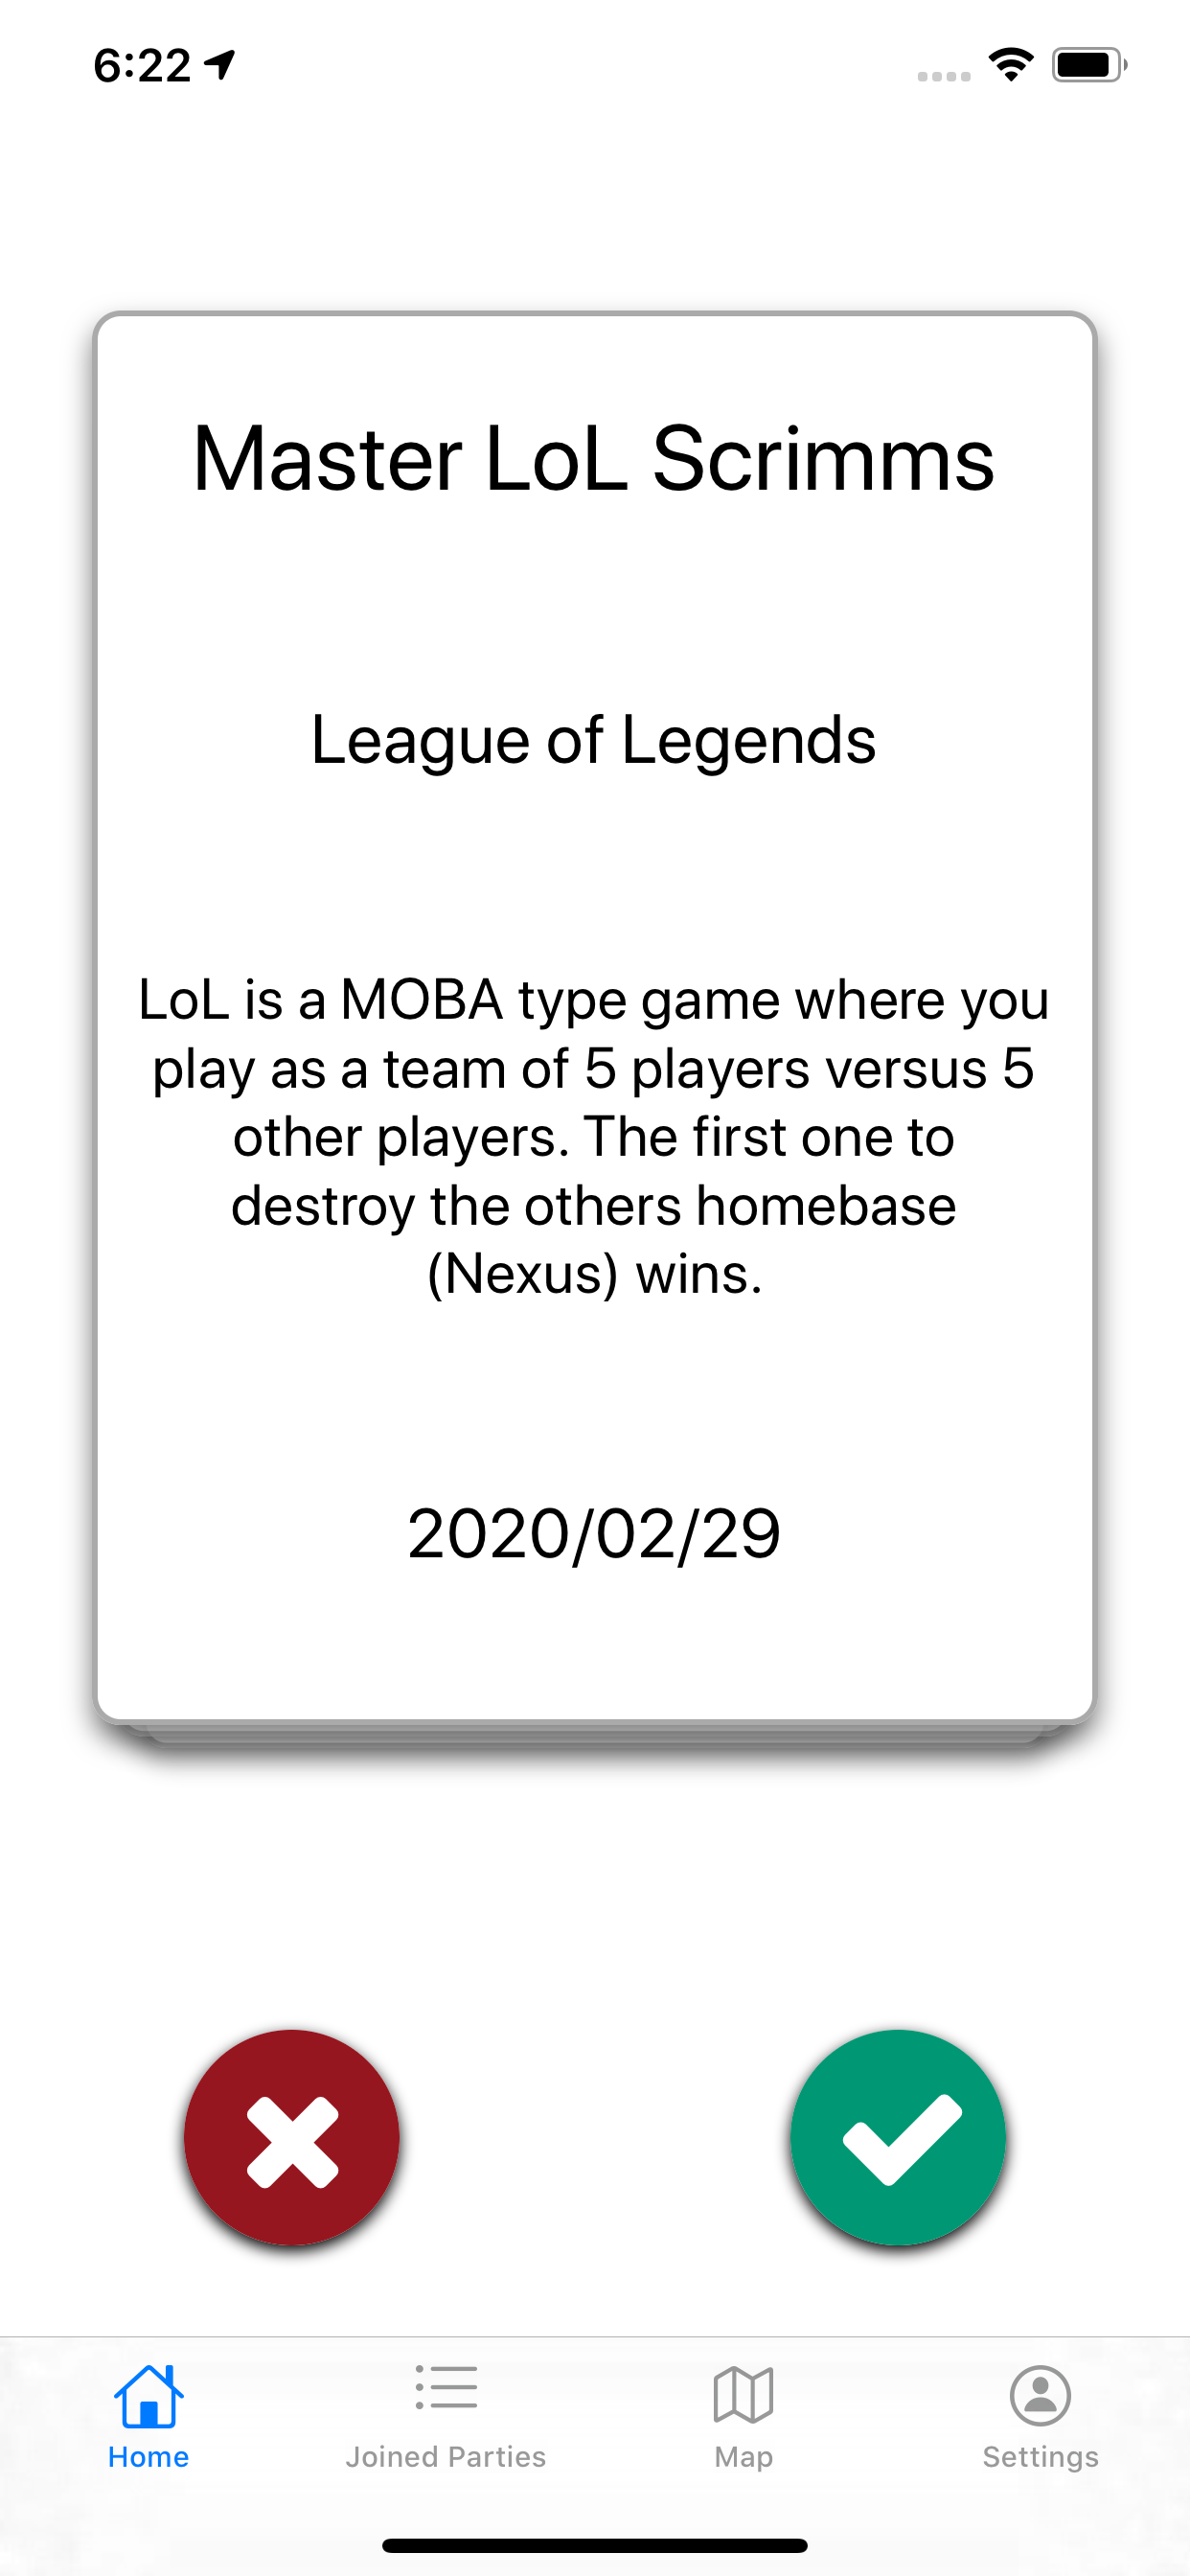 6:22
Master LoL Scrimms
League of Legends
LoL is a MOBA type game where you
play as a team of 5 players versus 5
other players. The first one to
destroy the others homebase
(Nexus) wins.
2020/02/29
Home
Joined Parties
Map
Settings